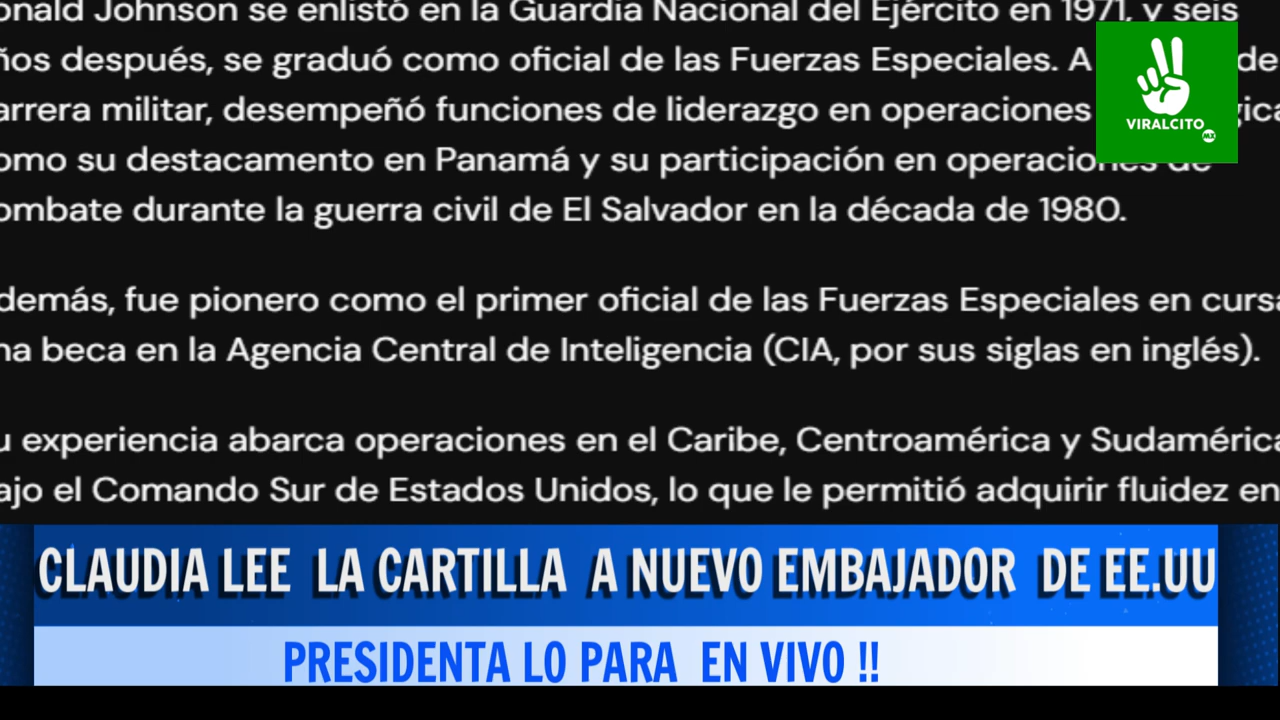 onald Johnson se enlistó en la Guardia Nacional del Ejército en 1971, y seis
ños después, se graduó como oficial de las Fuerzas Especiales. A de
arrera militar, desempeñó funciones de liderazgo en operaciones
omo su destacamento en Panamá y su participación en operaciones de
ombate durante la guerra civil de El Salvador en la década de 1980.
demás, fue pionero como el primer oficial de las Fuerzas Especiales en cursa
na beca en la Agencia Central de Inteligencia (CIA, por sus siglas en inglés).
u experiencia abarca operaciones en el Caribe, Centroamérica y Sudamérica
ajo el Comando Sur de Estados Unidos, lo que le permitió adquirir fluidez en
VIRALCITO
MX
CLAUDIA LEE LA CARTILLA A NUEVO EMBAJADOR DE EE.UU
PRESIDENTA LO PARA EN VIVO !!